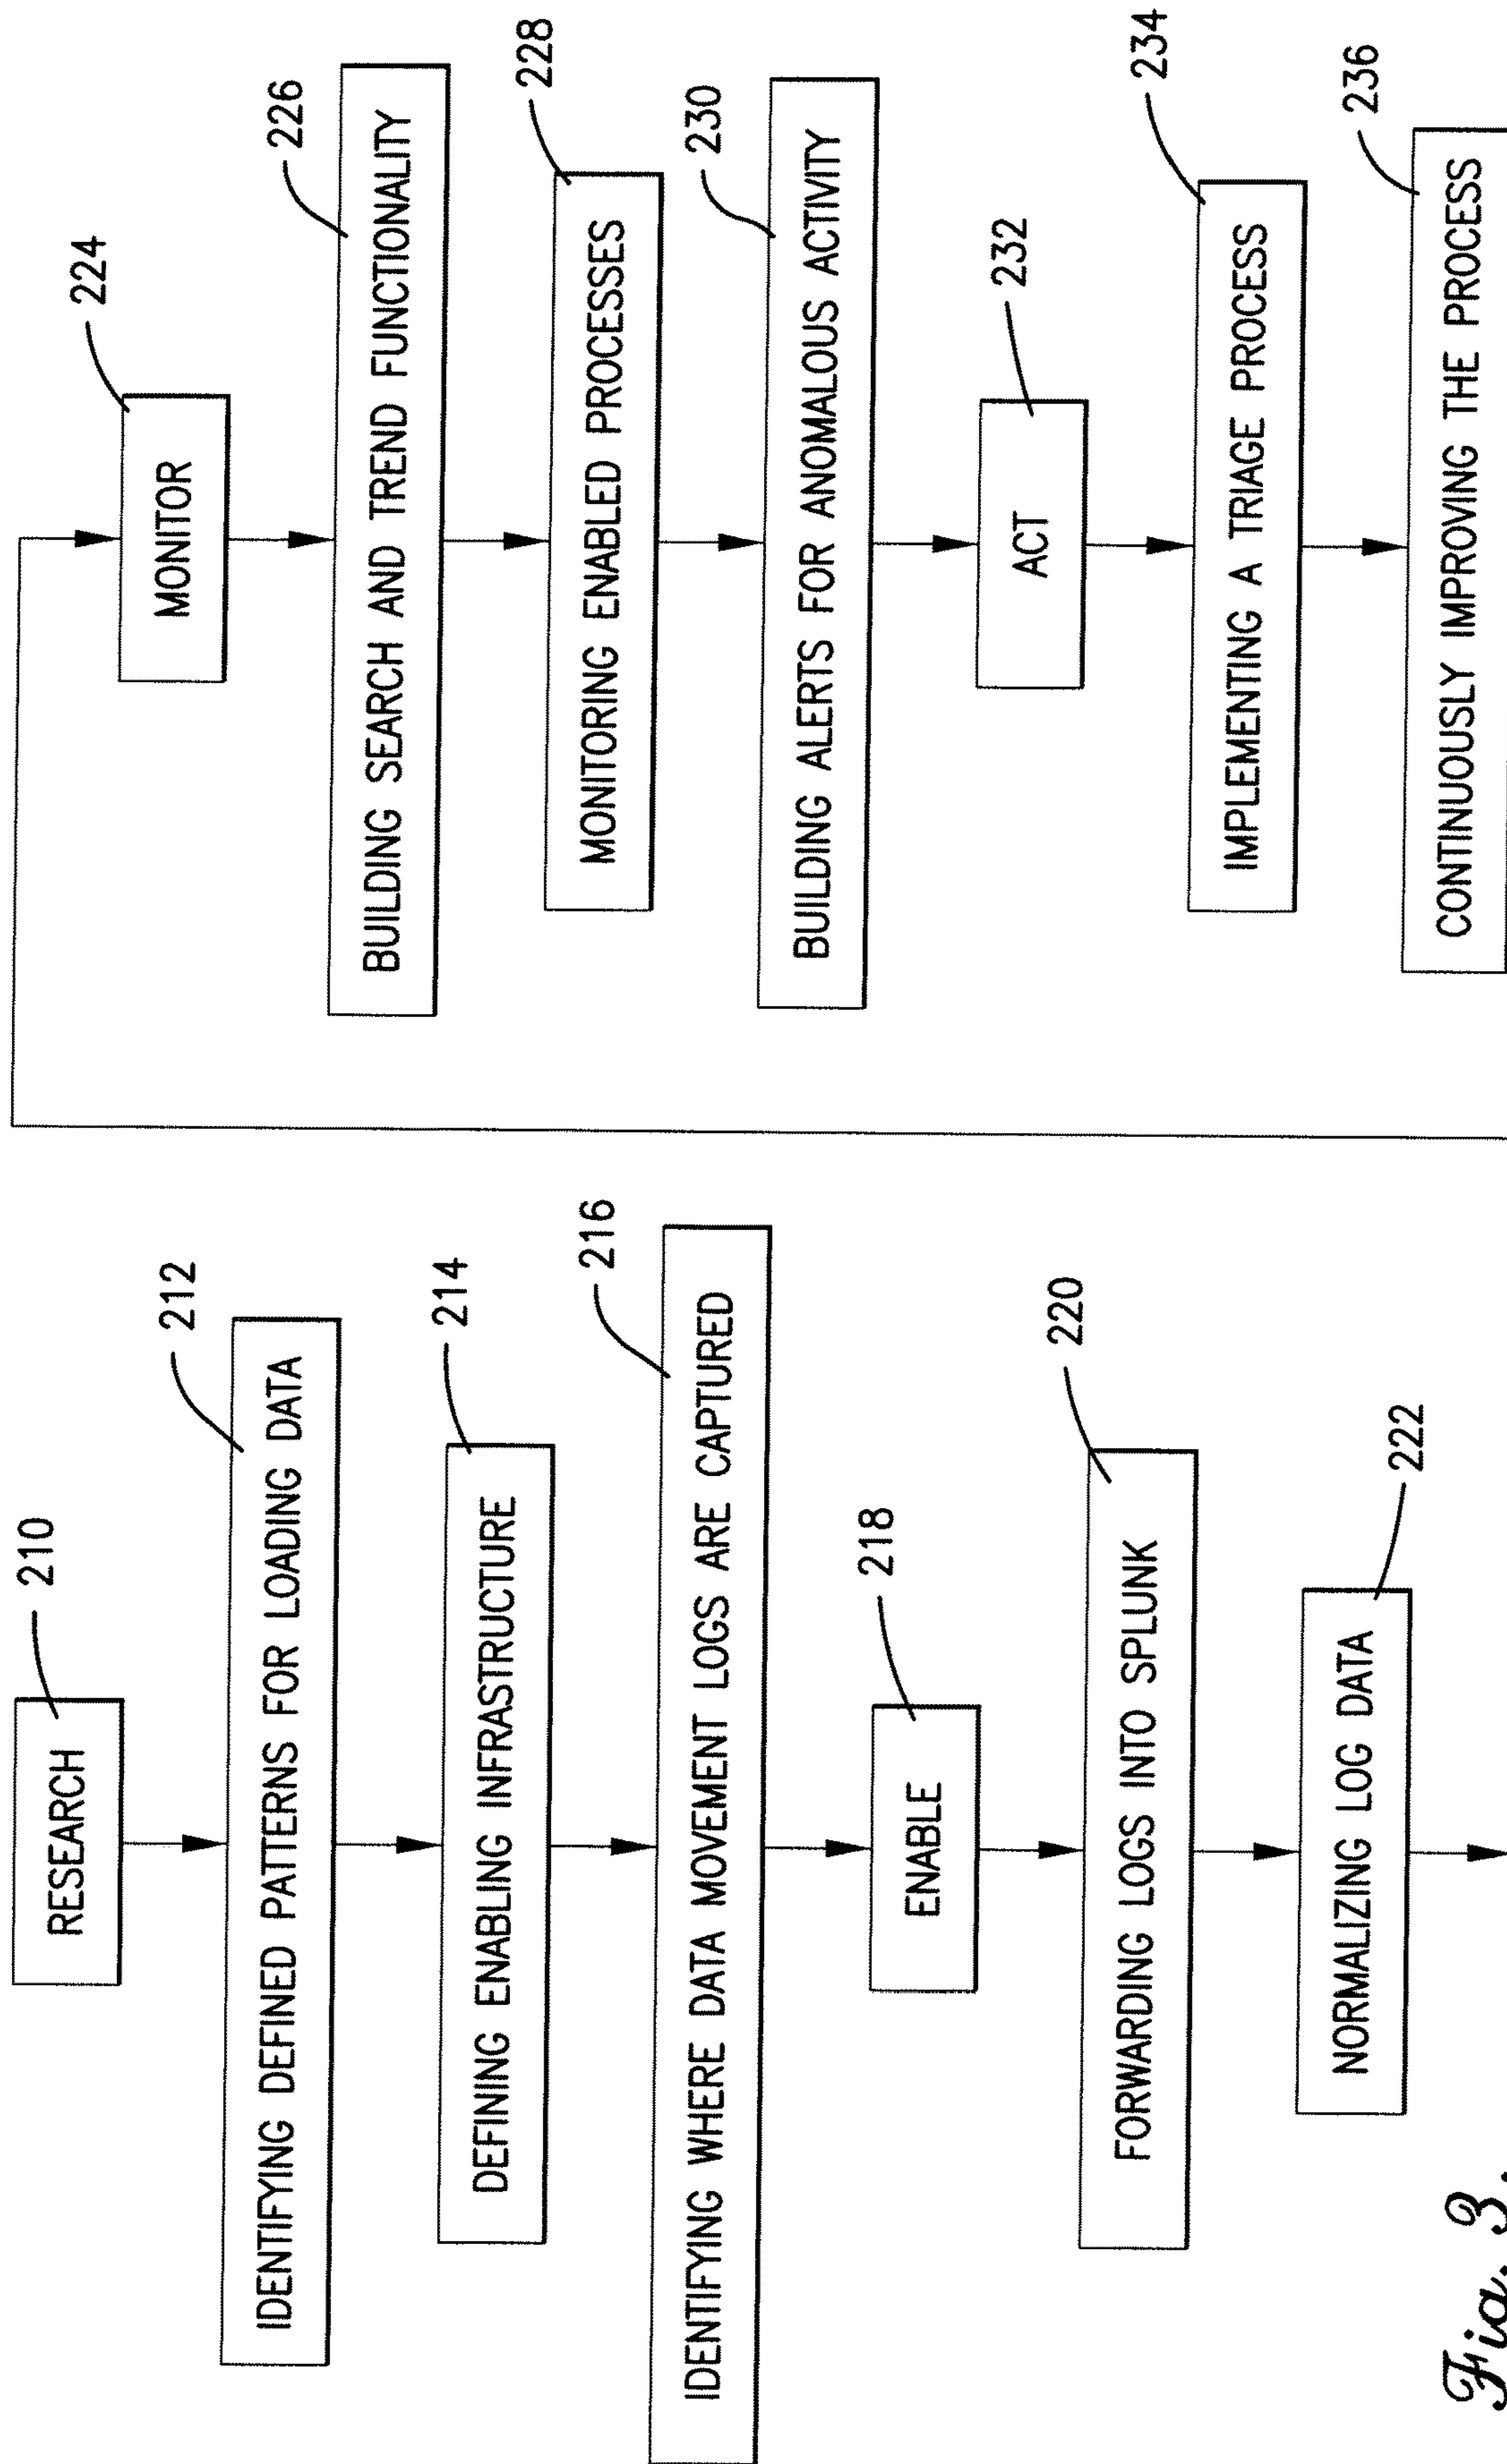 RESEARCH
210
IDENTIFYING DEFINED PATTERNS FOR LOADING DATA
212
DEFINING ENABLING INFRASTRUCTURE
214
IDENTIFYING WHERE DATA MOVEMENT LOGS ARE CAPTURED
216
ENABLE
218
FORWARDING LOGS INTO SPLUNK
220
NORMALIZING LOG DATA
222
MONITOR
224
BUILDING SEARCH AND TREND FUNCTIONALITY
226
MONITORING ENABLED PROCESSES
228
BUILDING ALERTS FOR ANOMALOUS ACTIVITY
230
ACT
232
IMPLEMENTING A TRIAGE PROCESS
234
CONTINUOUSLY IMPROVING THE PROCESS
236
Fig. 3.